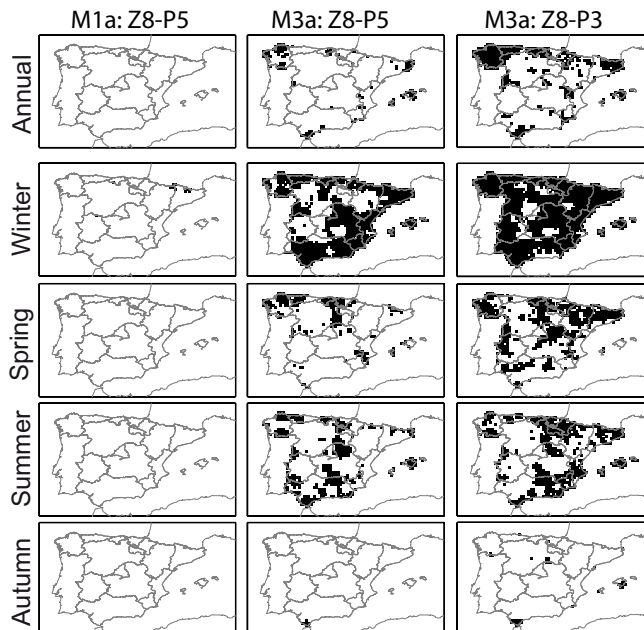 M1a: Z8-P5 M3a: Z8-P5 M3a: Z8-P3
Annual
Winter
Spring
Summer
Autumn